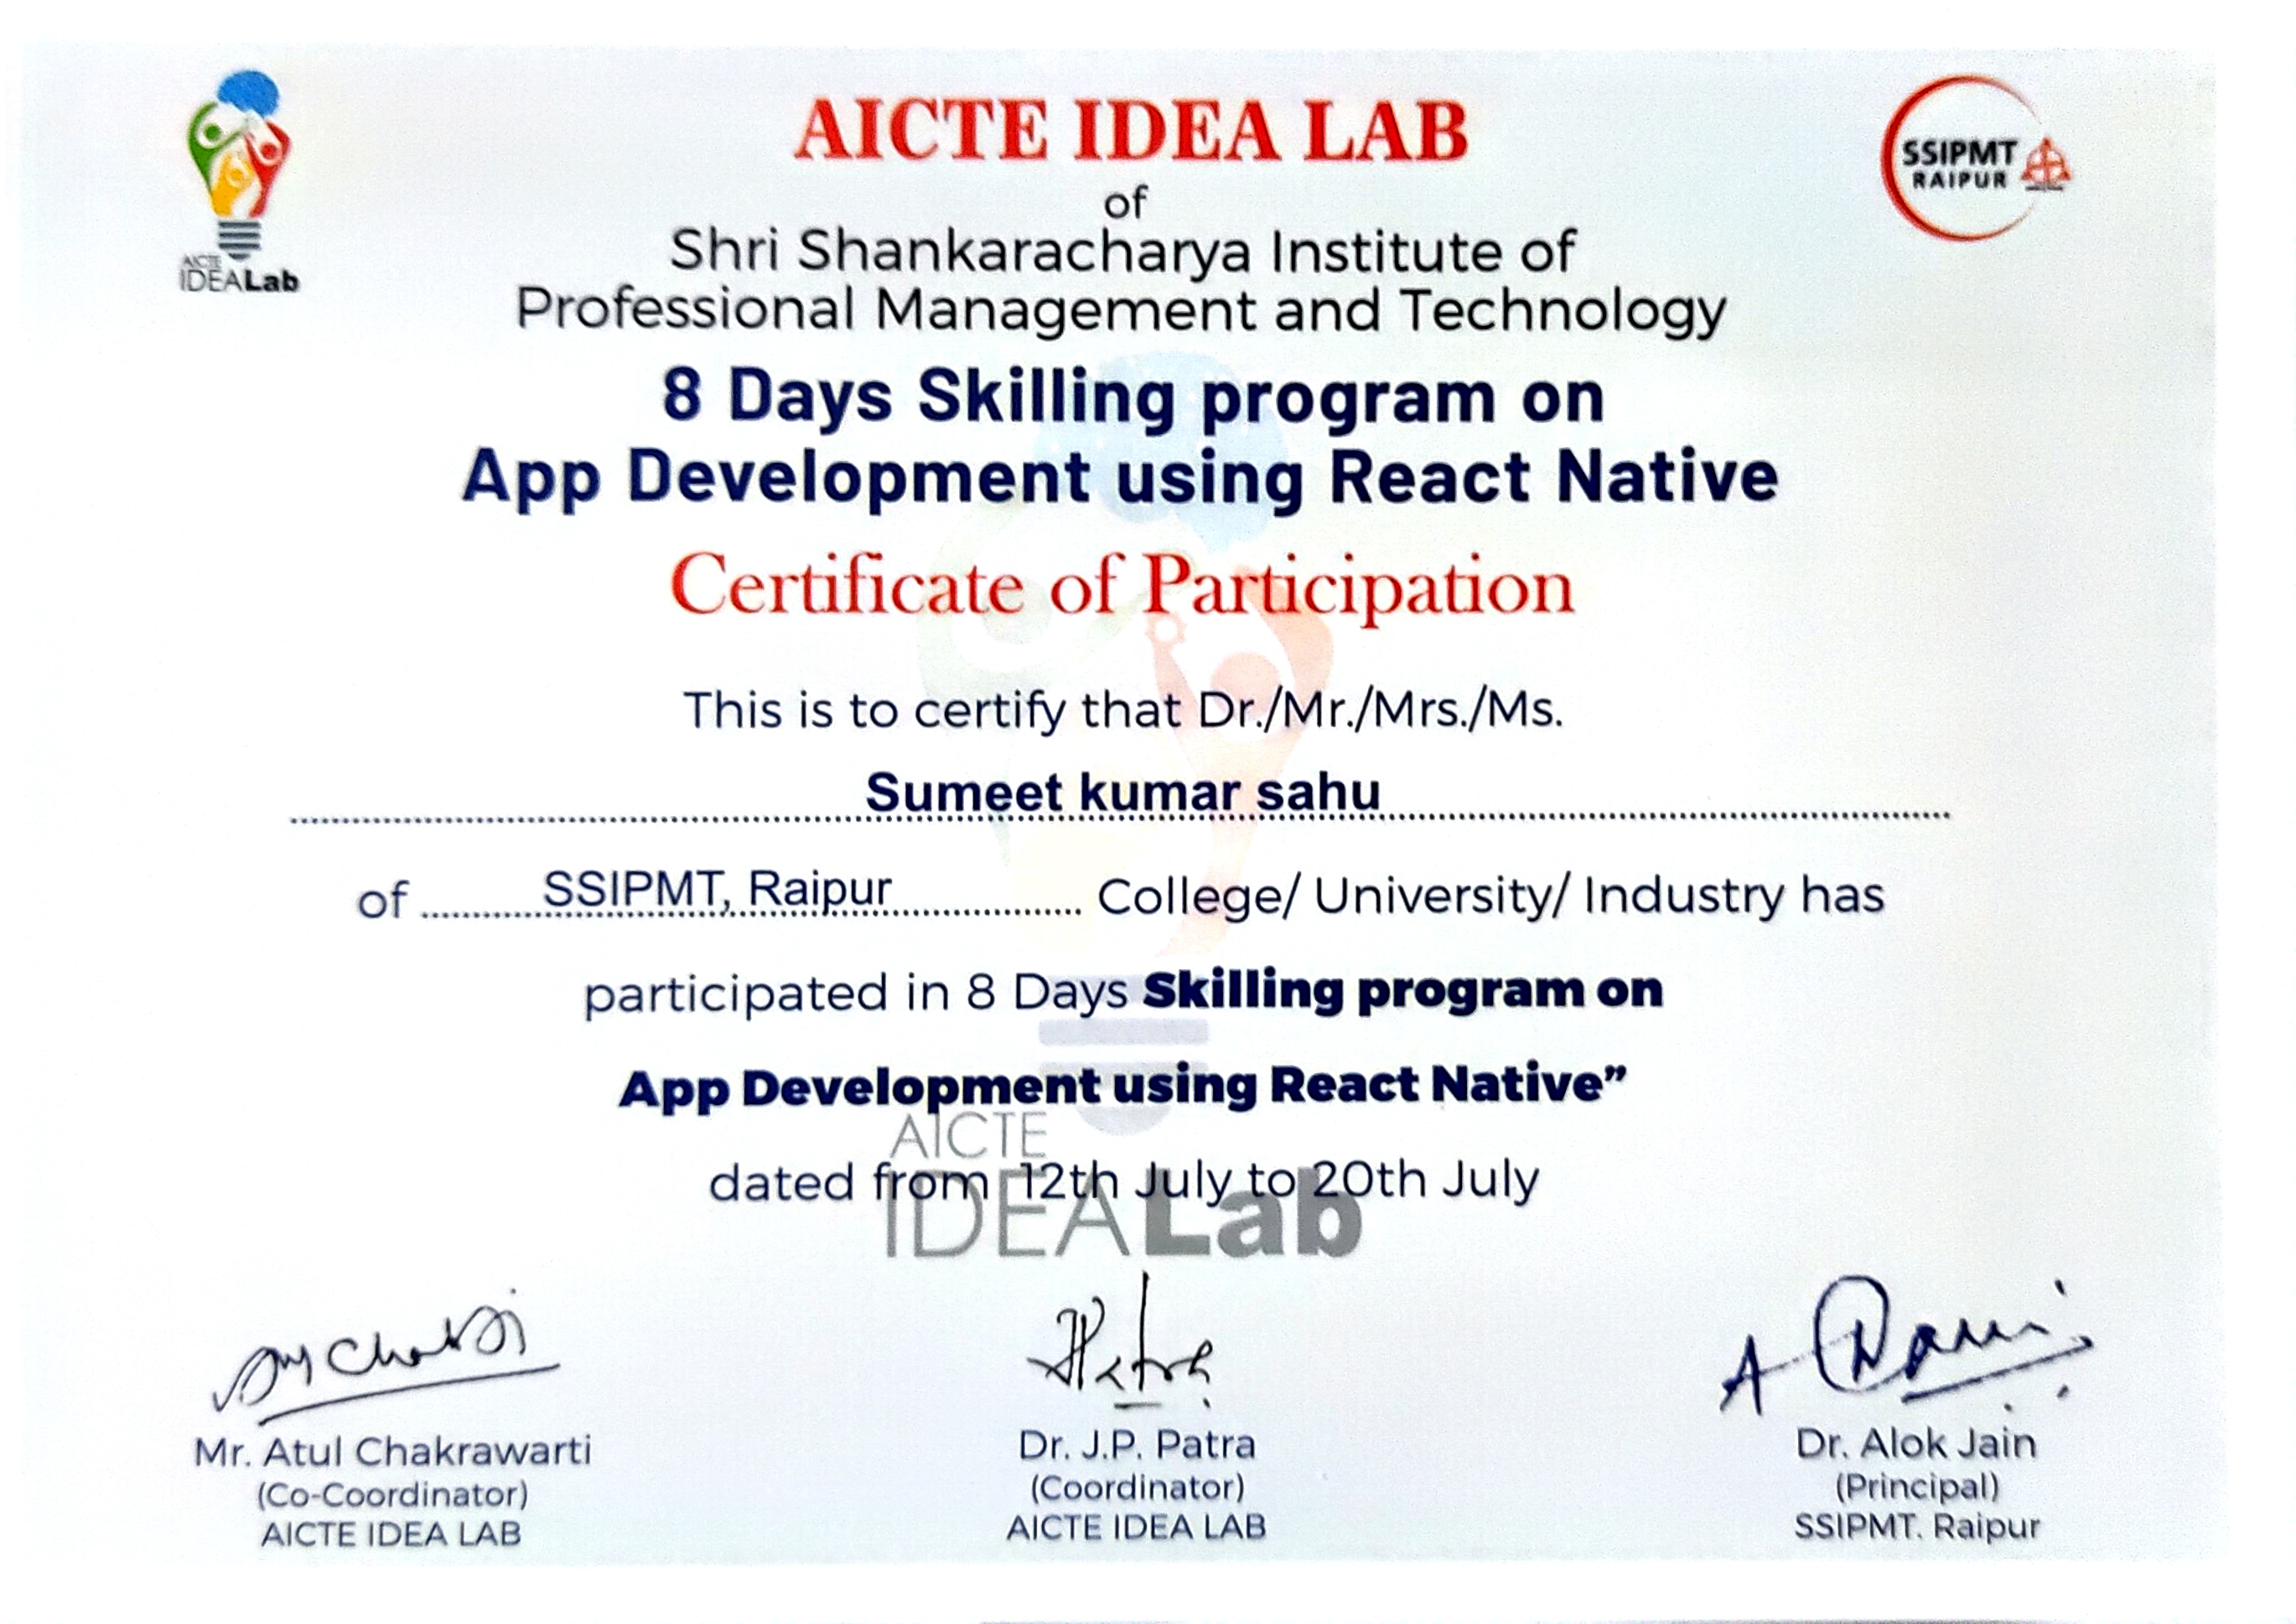 AICTE IDEA LAB
of
Shri Shankaracharya Institute of
Professional Management and Technology
8 Days Skilling program on
App Development using React Native
Certificate of Participation
This is to certify that Dr./Mr./Mrs./Ms.
Sumeet kumar sahu
of SSIPMT, Raipur College/ University/ Industry has
participated in 8 Days Skilling program on
App Development using React Native”
dated from 12th July to 20th July
AICTE
IDEALab
SSIPMT
RAIPUR
AICTE
IDEALab
Mr. Atul Chakrawarti
(Co-Coordinator)
AICTE IDEA LAB
Dr. J.P. Patra
(Coordinator)
AICTE IDEA LAB
Dr. Alok Jain
(Principal)
SSIPMT. Raipur